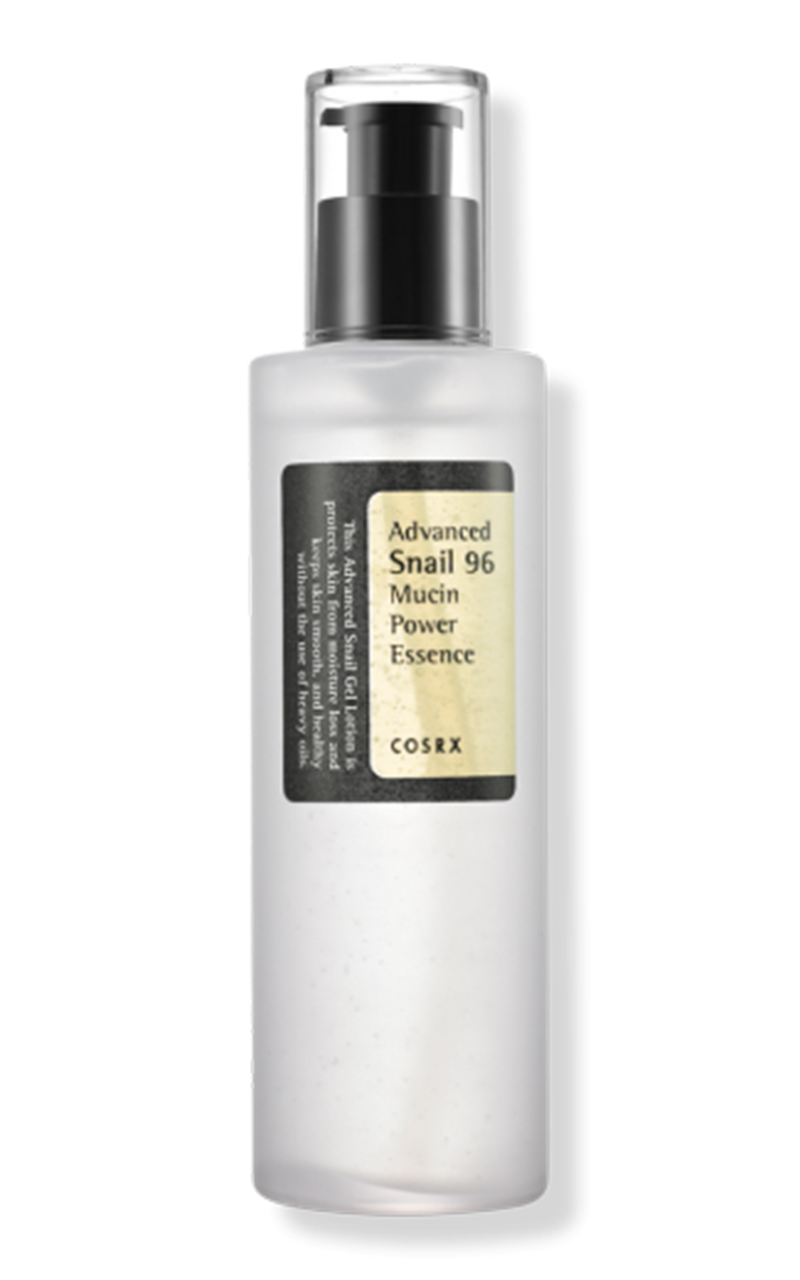 Advanced
Snail 96
Mucin
Power
Essence
COSRX
This Advanced Snail Gel Lotion is
protects skin from moisture loss and
keeps skin smooth, and healthy
without the use of heavy oils.